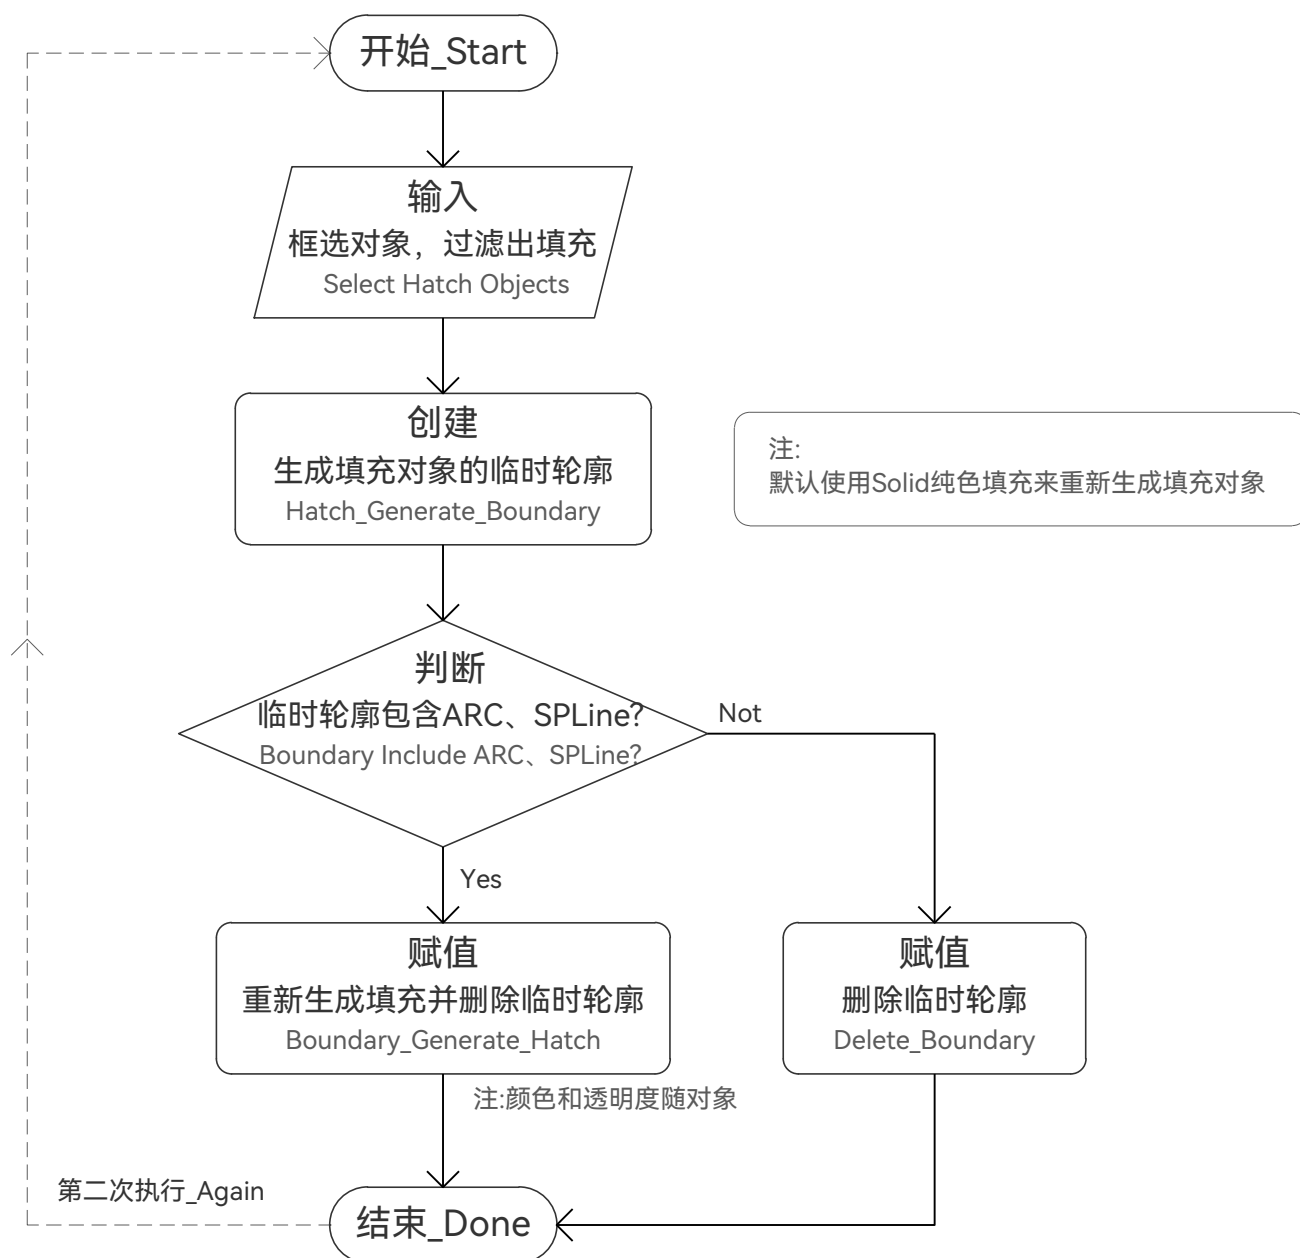 开始_Start
输入
框选对象，过滤出填充
Select Hatch Objects
创建
生成填充对象的临时轮廓
Hatch_Generate_Boundary
注:
默认使用Solid纯色填充来重新生成填充对象
判断
临时轮廓包含ARC、SPLine?
Boundary Include ARC、SPLine?
Not
Yes
赋值
重新生成填充并删除临时轮廓
Boundary_Generate_Hatch
赋值
删除临时轮廓
Delete_Boundary
注:颜色和透明度随对象
第二次执行_Again
结束_Done